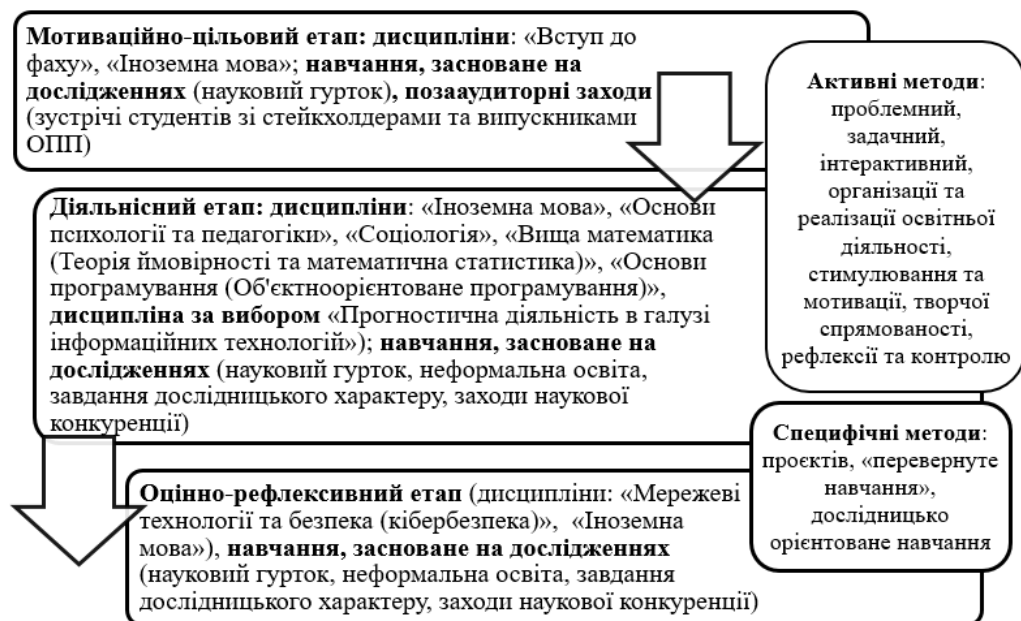 Мотиваційно-цільовий етап: дисципліни: «Вступ до
фаху», «Іноземна мова»; навчання, засноване на
дослідженнях (науковий гурток), позааудиторні заходи
(зустрічі студентів зі стейкхолдерами та випускниками
ОПП)
Активні методи:
проблемний,
задачний,
інтерактивний,
організації та
реалізації освітньої
діяльності,
стимулювання та
мотивації, творчої
спрямованості,
рефлексії та контролю
Діяльнісний етап: дисципліни: «Іноземна мова», «Основи
психології та педагогіки», «Соціологія», «Вища математика
(Теорія ймовірності та математична статистика)», «Основи
програмування (Об'єктноорієнтоване програмування)»,
дисципліна за вибором «Прогностична діяльність в галузі
інформаційних технологій»); навчання, засноване на
дослідженнях (науковий гурток, неформальна освіта,
завдання дослідницького характеру, заходи наукової
конкуренції)
Специфічні методи:
проєктів, «перевернуте
навчання»,
дослідницько
орієнтоване навчання
Оцінно-рефлексивний етап (дисципліни: «Мережеві
технології та безпека (кібербезпека)», «Іноземна
мова»), навчання, засноване на дослідженнях
(науковий гурток, неформальна освіта, завдання
дослідницького характеру, заходи наукової конкуренції)